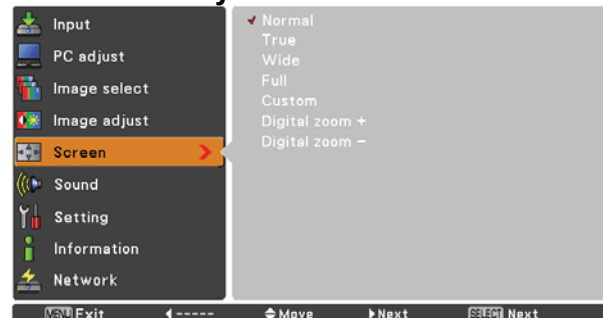 Input
PC adjust
Image select
Image adjust
Screen
Sound
Setting
Information
Network
Normal
True
Wide
Full
Custom
Digital zoom +
Digital zoom –
MENU Exit ◀ ----- Move ▶ Next SELECT Next